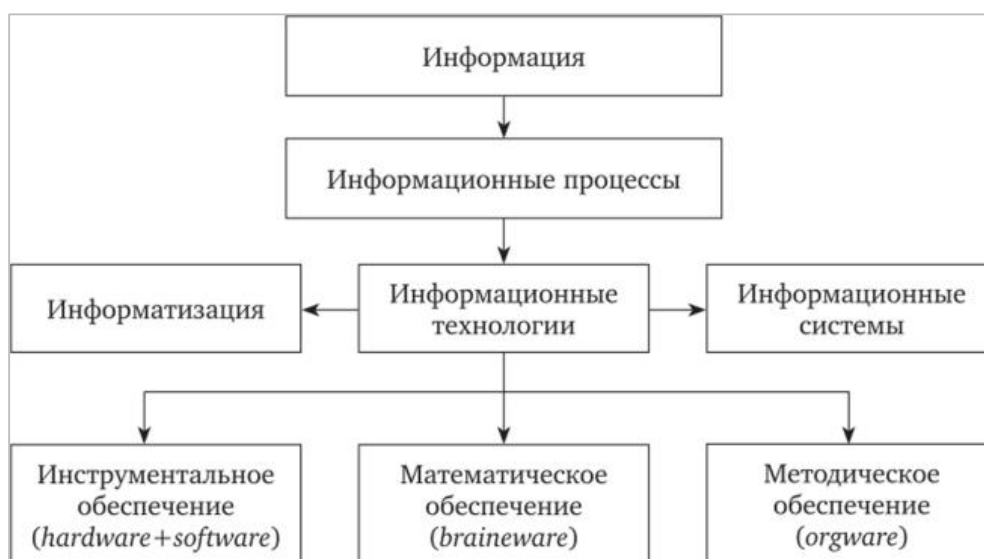 Информация
Информационные процессы
Информатизация
Информационные
технологии
Информационные
системы
Инструментальное
обеспечение
(hardware+software)
Математическое
обеспечение
(braineware)
Методическое
обеспечение
(orgware)